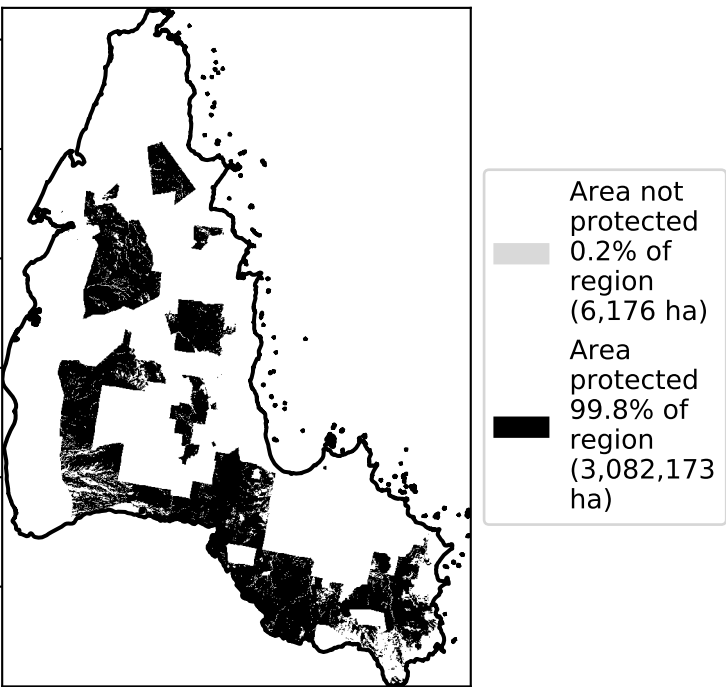 Area not
protected
0.2% of
region
(6,176 ha)
Area
protected
99.8% of
region
(3,082,173
ha)